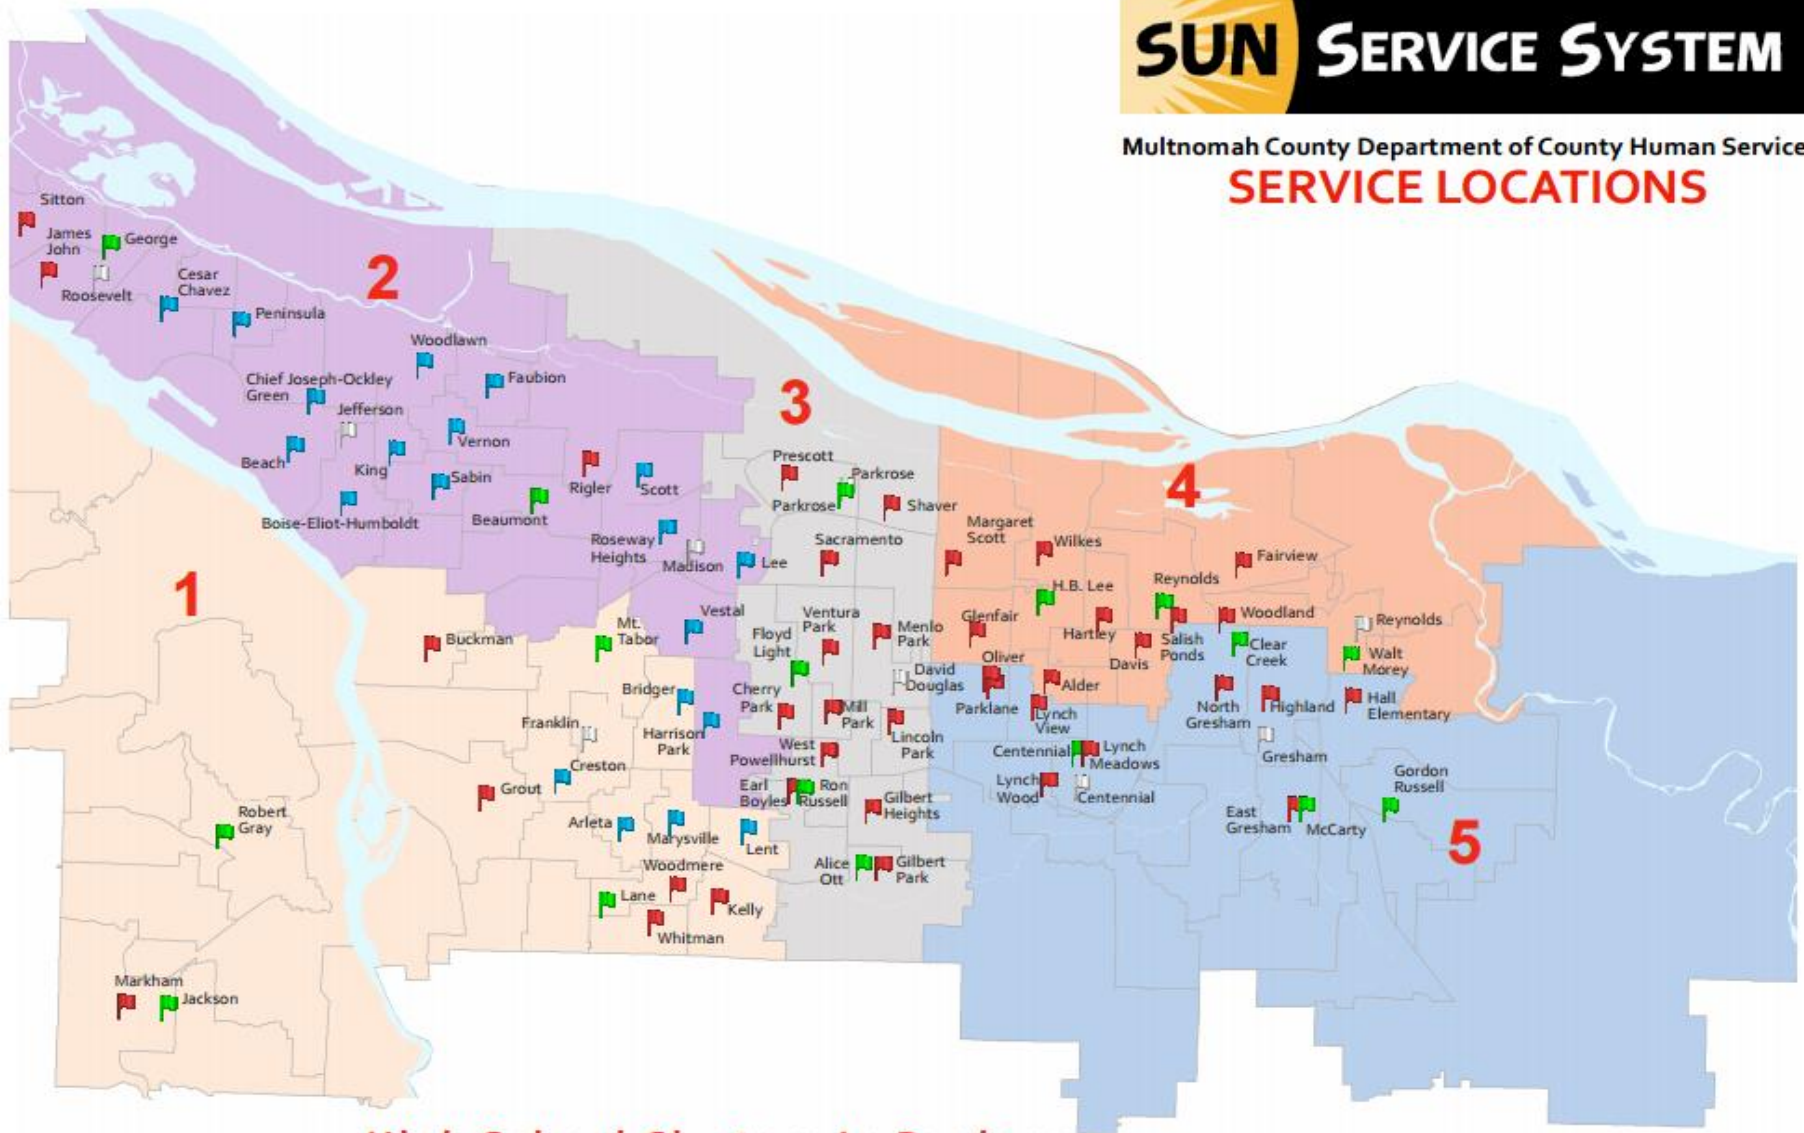 SUN SERVICE SYSTEM
Multnomah County Department of County Human Service
SERVICE LOCATIONS
Sitton
James
John
George
Roosevelt
Cesar
Chavez
Peninsula
2
Woodlawn
Faubion
Chief Joseph-Ockley
Green
Jefferson
Vernon
Beach
King
Sabin
Boise-Eliot-Humboldt
Beaumont
Rigler
Scott
Roseway
Heights
Madison
Lee
Vestal
3
Prescott
Parkrose
Parkrose
Shaver
Sacramento
Ventura
Park
Menlo
Park
Floyd
Light
David
Douglas
Cherry
Park
Mill
Park
Lincoln
Park
West
Powellhurst
Earl
Boyles
Ron
Russell
Gilbert
Heights
Alice
Ott
Gilbert
Park
4
Margaret
Scott
Wilkes
Fairview
H.B. Lee
Reynolds
Glenfair
Hartley
Woodland
Reynolds
Davis
Salish
Ponds
Clear
Creek
Walt
Morey
Oliver
Alder
Parklane
Lynch
View
North
Gresham
Highland
Hall
Elementary
Centennial
Lynch
Meadows
Gresham
Lynch
Wood
Centennial
Gordon
Russell
East
Gresham
McCarty
5
1
Buckman
Mt.
Tabor
Bridger
Franklin
Harrison
Park
Creston
Grout
Arleta
Marysville
Lent
Woodmere
Lane
Kelly
Whitman
Robert
Gray
Markham
Jackson